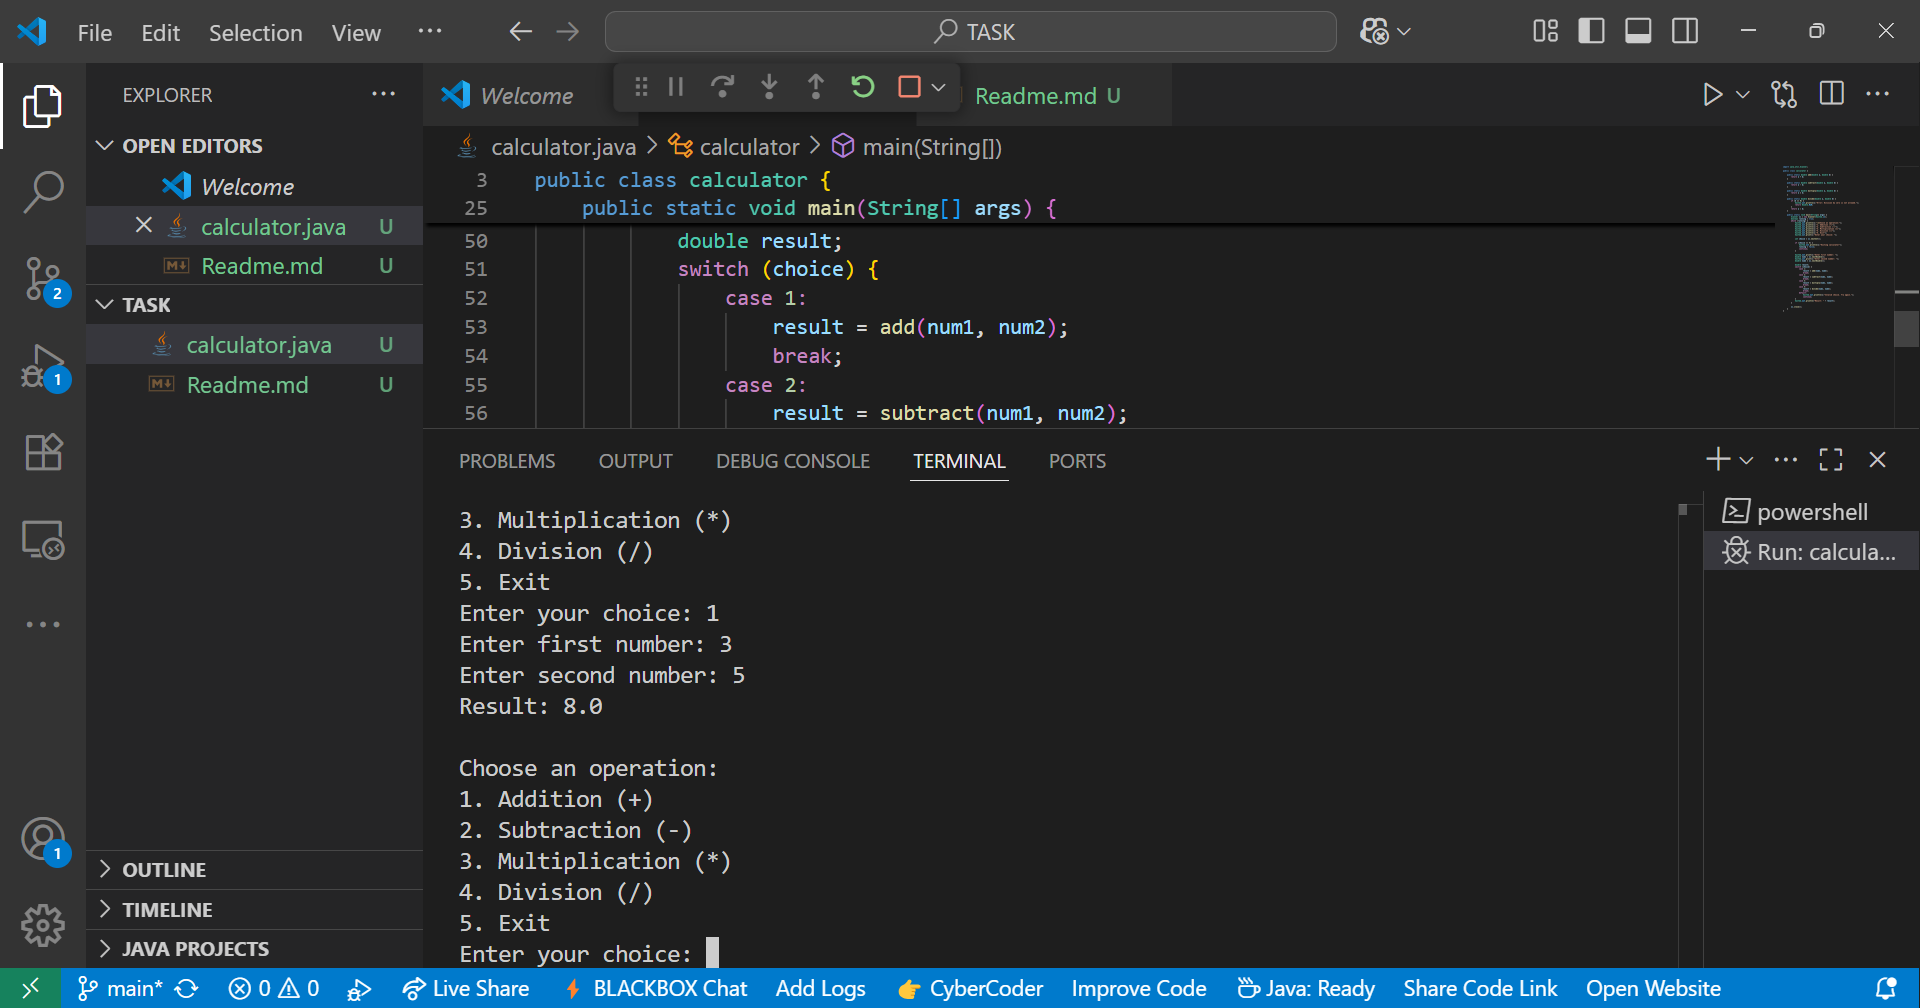 File Edit Selection View ··· TASK
EXPLORER ···
Welcome
Readme.md U
OPEN EDITORS
Welcome
calculator.java U
Readme.md U
TASK
calculator.java U
Readme.md U
OUTLINE
TIMELINE
JAVA PROJECTS
2
1
1
calculator.java > calculator > main(String[])
3 public class calculator {
25 public static void main(String[] args) {
50 double result;
51 switch (choice) {
52 case 1:
53 result = add(num1, num2);
54 break;
55 case 2:
56 result = subtract(num1, num2);
PROBLEMS OUTPUT DEBUG CONSOLE TERMINAL PORTS
3. Multiplication (*)
4. Division (/)
5. Exit
Enter your choice: 1
Enter first number: 3
Enter second number: 5
Result: 8.0
Choose an operation:
1. Addition (+)
2. Subtraction (-)
3. Multiplication (*)
4. Division (/)
5. Exit
Enter your choice:
powershell
Run: calcula...
main* 0 0 Live Share BLACKBOX Chat Add Logs 👉 CyberCoder Improve Code Java: Ready Share Code Link Open Website